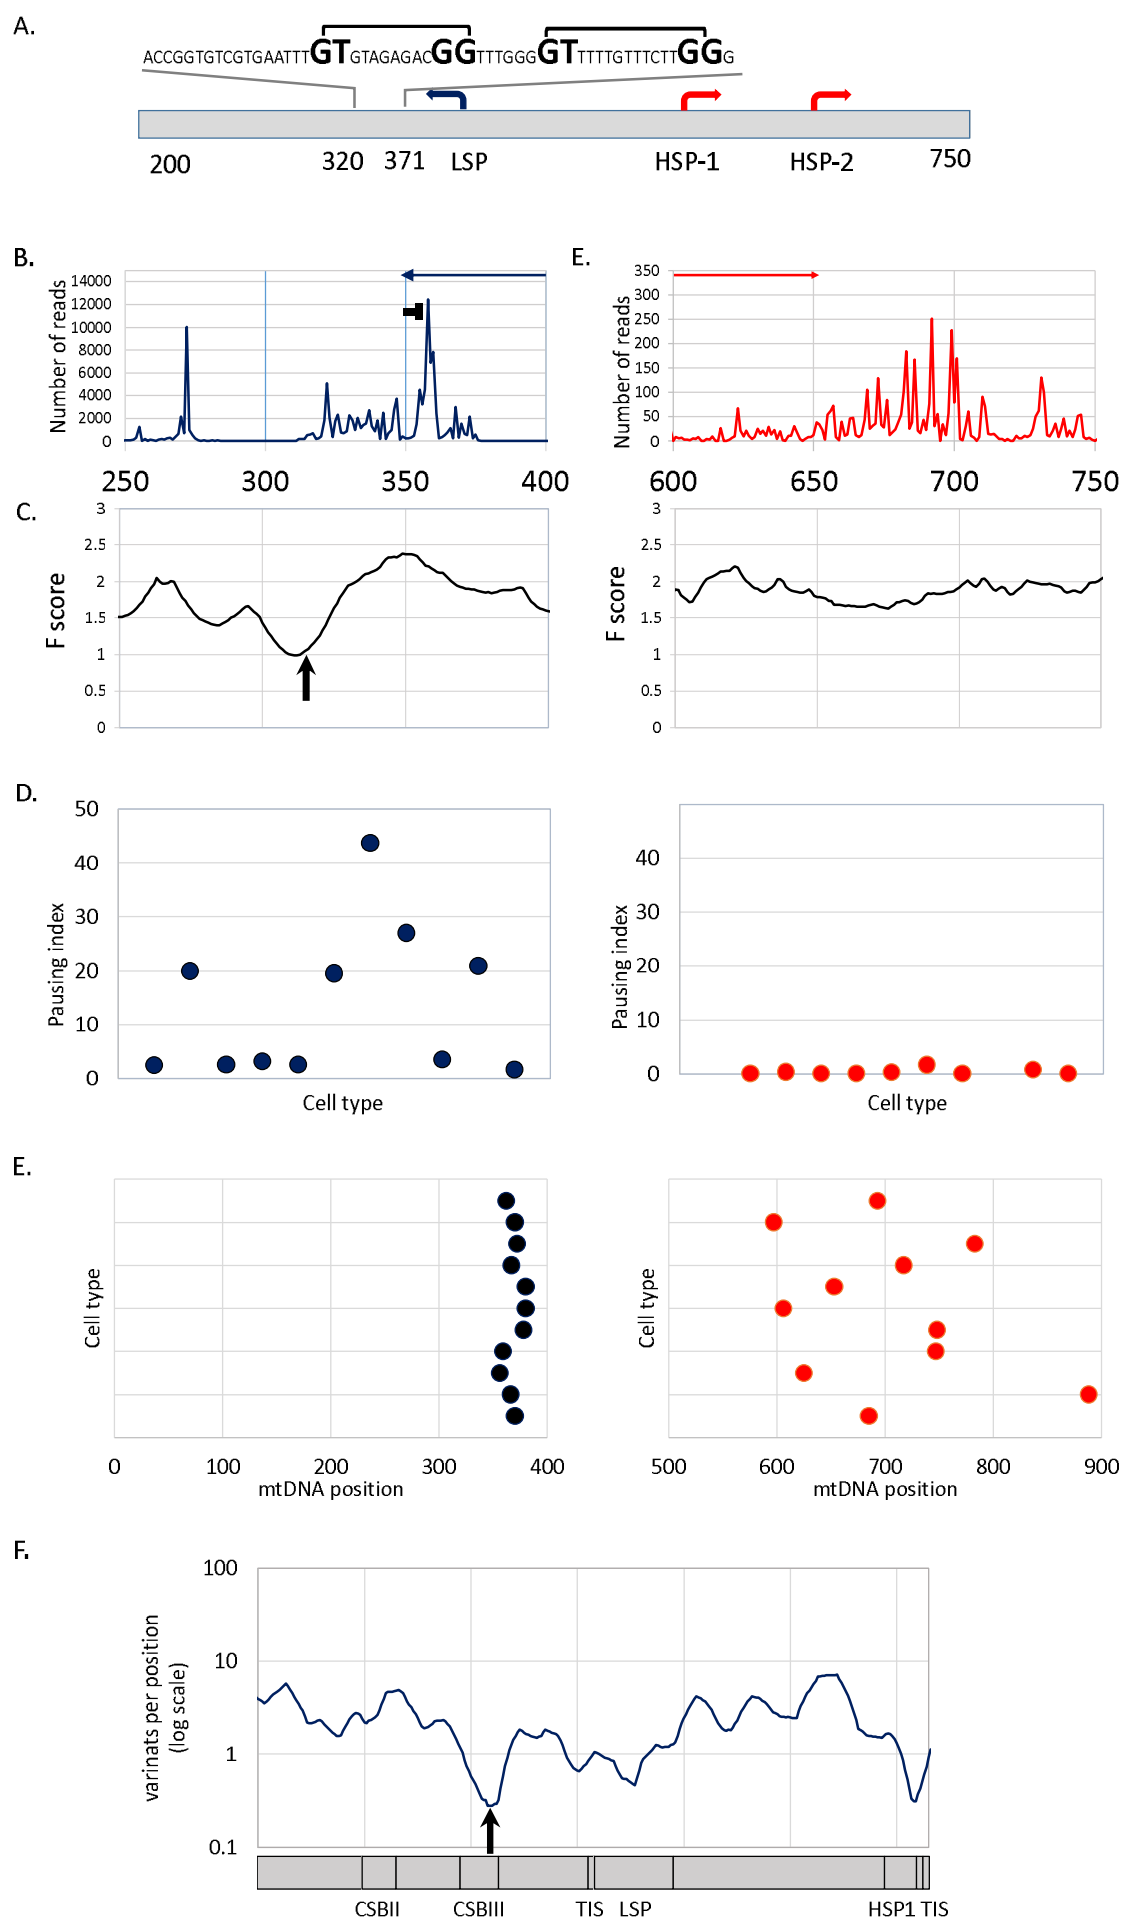 A.
ACCGGTGTCGTGAATTTGTGTAGAGACGGTTTGGGGTTTTTGTTTCTTGGG
200 320 371 LSP HSP-1 HSP-2 750
B.
Number of reads
14000
12000
10000
8000
6000
4000
2000
0
250 300 350 400
E.
Number of reads
350
300
250
200
150
100
50
0
600 650 700 750
C.
F score
3
2.5
2
1.5
1
0.5
0
F score
3
2.5
2
1.5
1
0.5
0
D.
Pausing index
50
40
30
20
10
0
Cell type
Pausing index
40
30
20
10
0
Cell type
E.
Cell type
0 100 200 300 400
mtDNA position
Cell type
500 600 700 800 900
mtDNA position
F.
varinats per position
(log scale)
100
10
1
0.1
CSBII CSBIII TIS LSP HSP1 TIS